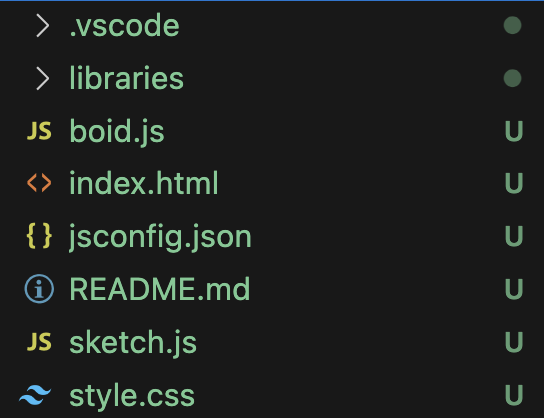 .vscode
libraries
JS boid.js U
<> index.html U
{} jsconfig.json U
i README.md U
JS sketch.js U
style.css U